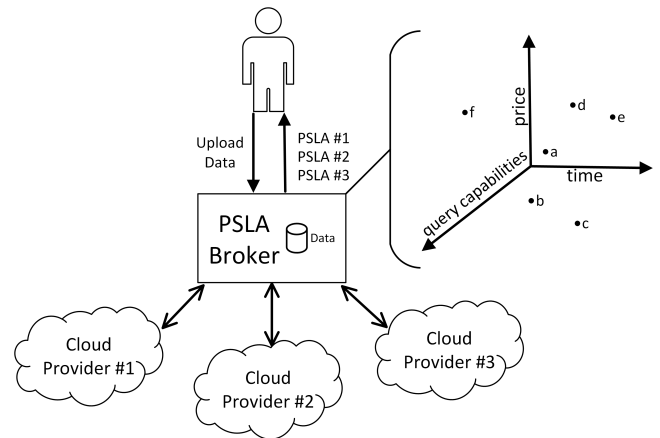 Upload
Data
PSLA #1
PSLA #2
PSLA #3
PSLA
Broker
Data
price
time
query capabilities
f
d
e
a
b
c
Cloud
Provider #1
Cloud
Provider #2
Cloud
Provider #3